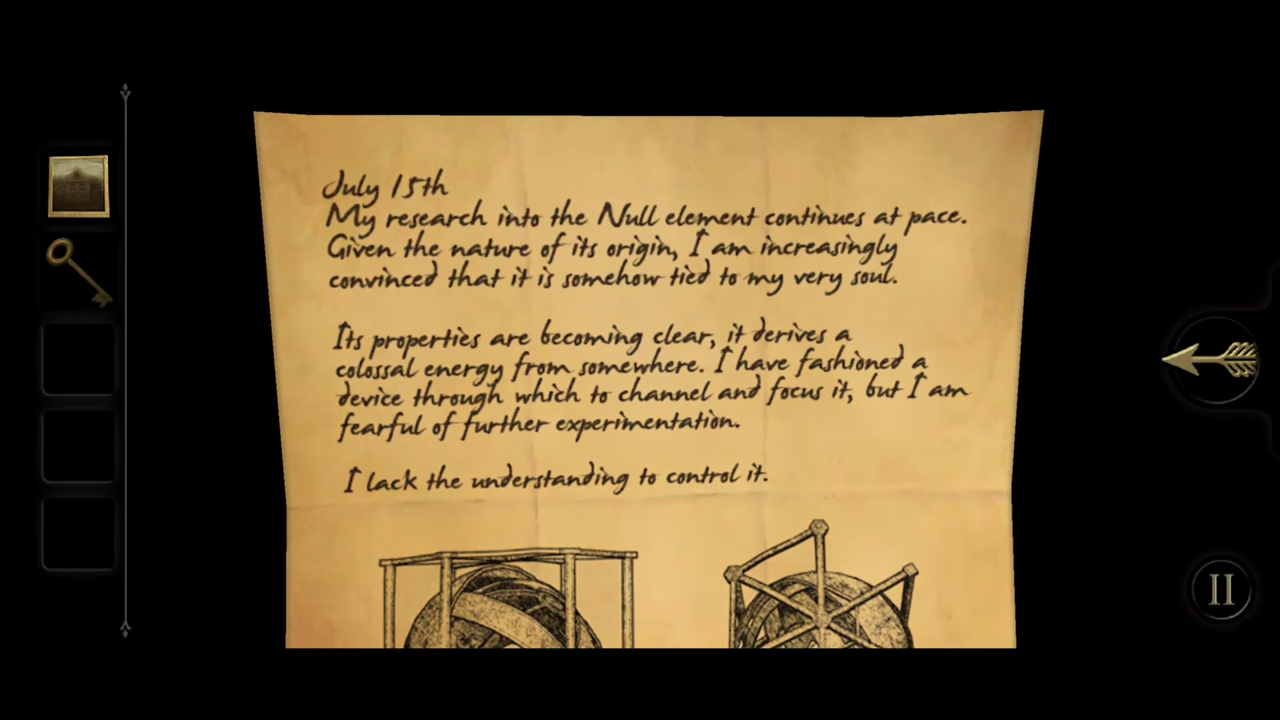 July 15th
My research into the Null element continues at pace.
Given the nature of its origin, I am increasingly
convinced that it is somehow tied to my very soul.
Its properties are becoming clear, it derives a
colossal energy from somewhere. I have fashioned a
device through which to channel and focus it, but I am
fearful of further experimentation.
I lack the understanding to control it.